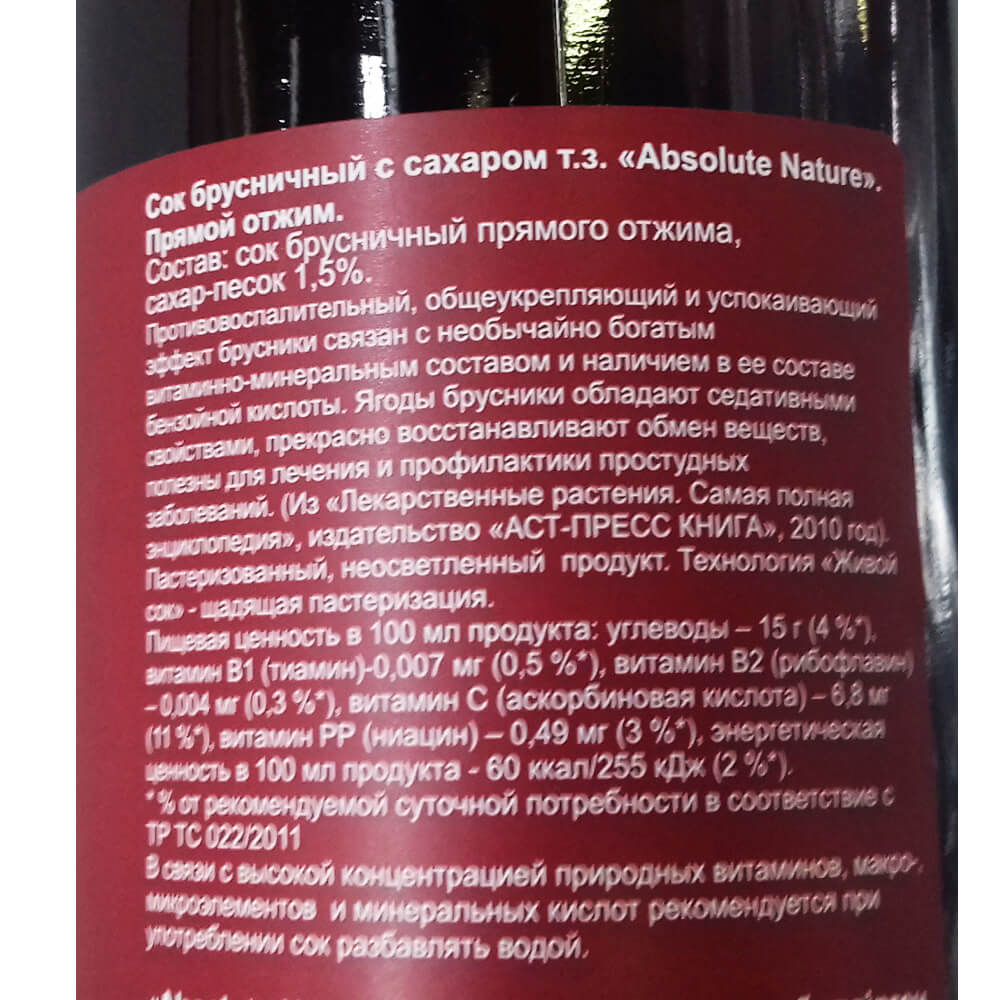 Сок брусничный с сахаром т.з. «Absolute Nature».
Прямой отжим.
Состав: сок брусничный прямого отжима,
сахар-песок 1,5%.
Противовоспалительный, общеукрепляющий и успокаивающий
эффект брусники связан с необычайно богатым
витаминно-минеральным составом и наличием в ее составе
бензойной кислоты. Ягоды брусники обладают седативными
свойствами, прекрасно восстанавливают обмен веществ,
полезны для лечения и профилактики простудных
заболеваний. (Из «Лекарственные растения. Самая полная
энциклопедия», издательство «АСТ-ПРЕСС КНИГА», 2010 год).
Пастеризованный, неосветленный продукт. Технология «Живой
сок» - щадящая пастеризация.
Пищевая ценность в 100 мл продукта: углеводы – 15 г (4 %*),
витамин В1 (тиамин)-0,007 мг (0,5 %*), витамин В2 (рибофлавин)
– 0,004 мг (0,3 %*), витамин С (аскорбиновая кислота) – 6,8 мг
(11 %*), витамин РР (ниацин) – 0,49 мг (3 %*), энергетическая
ценность в 100 мл продукта - 60 ккал/255 кДж (2 %*).
* % от рекомендуемой суточной потребности в соответствие с
ТР ТС 022/2011
В связи с высокой концентрацией природных витаминов, макро-,
микроэлементов и минеральных кислот рекомендуется при
употреблении сок разбавлять водой.